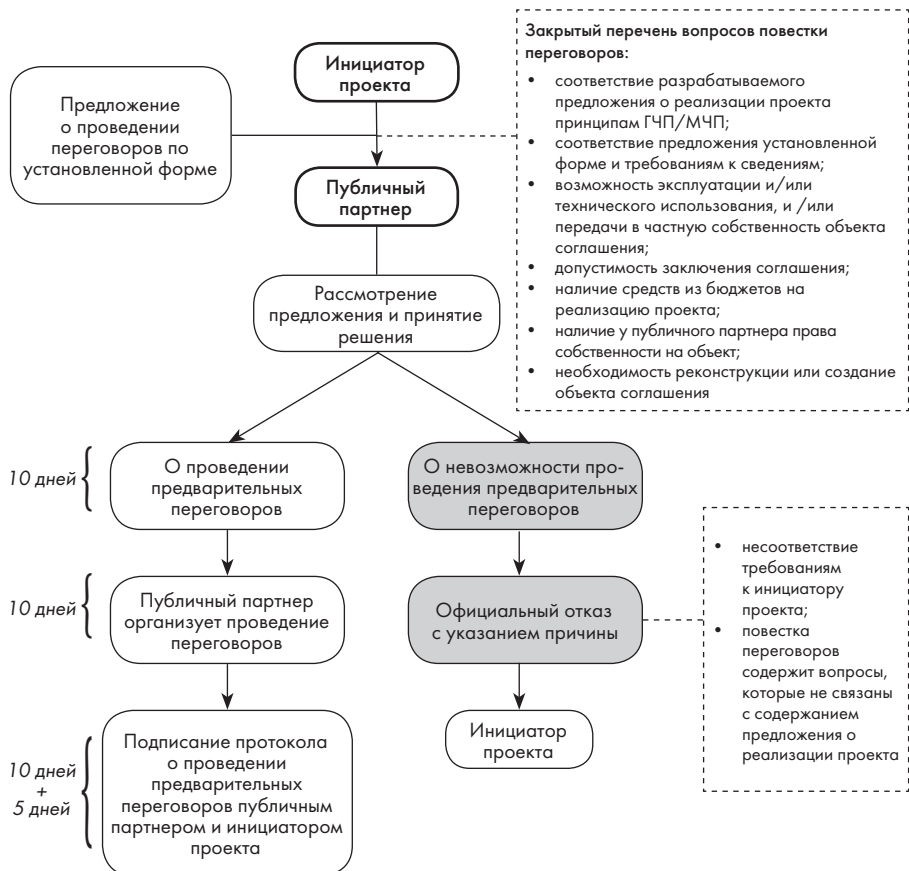 Инициатор
проекта
Предложение
о проведении
переговоров по
установленной форме
Публичный
партнер
Закрытый перечень вопросов повестки
переговоров:
• соответствие разрабатываемого
предложения о реализации проекта
принципам ГЧП/МЧП;
• соответствие предложения установленной
форме и требованиям к сведениям;
• возможность эксплуатации и/или
технического использования, и /или
передачи в частную собственность объекта
соглашения;
• допустимость заключения соглашения;
• наличие средств из бюджетов на
реализацию проекта;
• наличие у публичного партнера права
собственности на объект;
• необходимость реконструкции или создание
объекта соглашения
Рассмотрение
предложения и принятие
решения
10 дней
О проведении
предварительных
переговоров
О невозможности про-
ведения предварительных
переговоров
10 дней
Публичный партнер
организует проведение
переговоров
Официальный отказ
с указанием причины
• несоответствие
требованиям
к инициатору
проекта;
• повестка
переговоров
содержит вопросы,
которые не связаны
с содержанием
предложения о
реализации проекта
10 дней
+
5 дней
Подписание протокола
о проведении
предварительных
переговоров публичным
партнером и инициатором
проекта
Инициатор
проекта